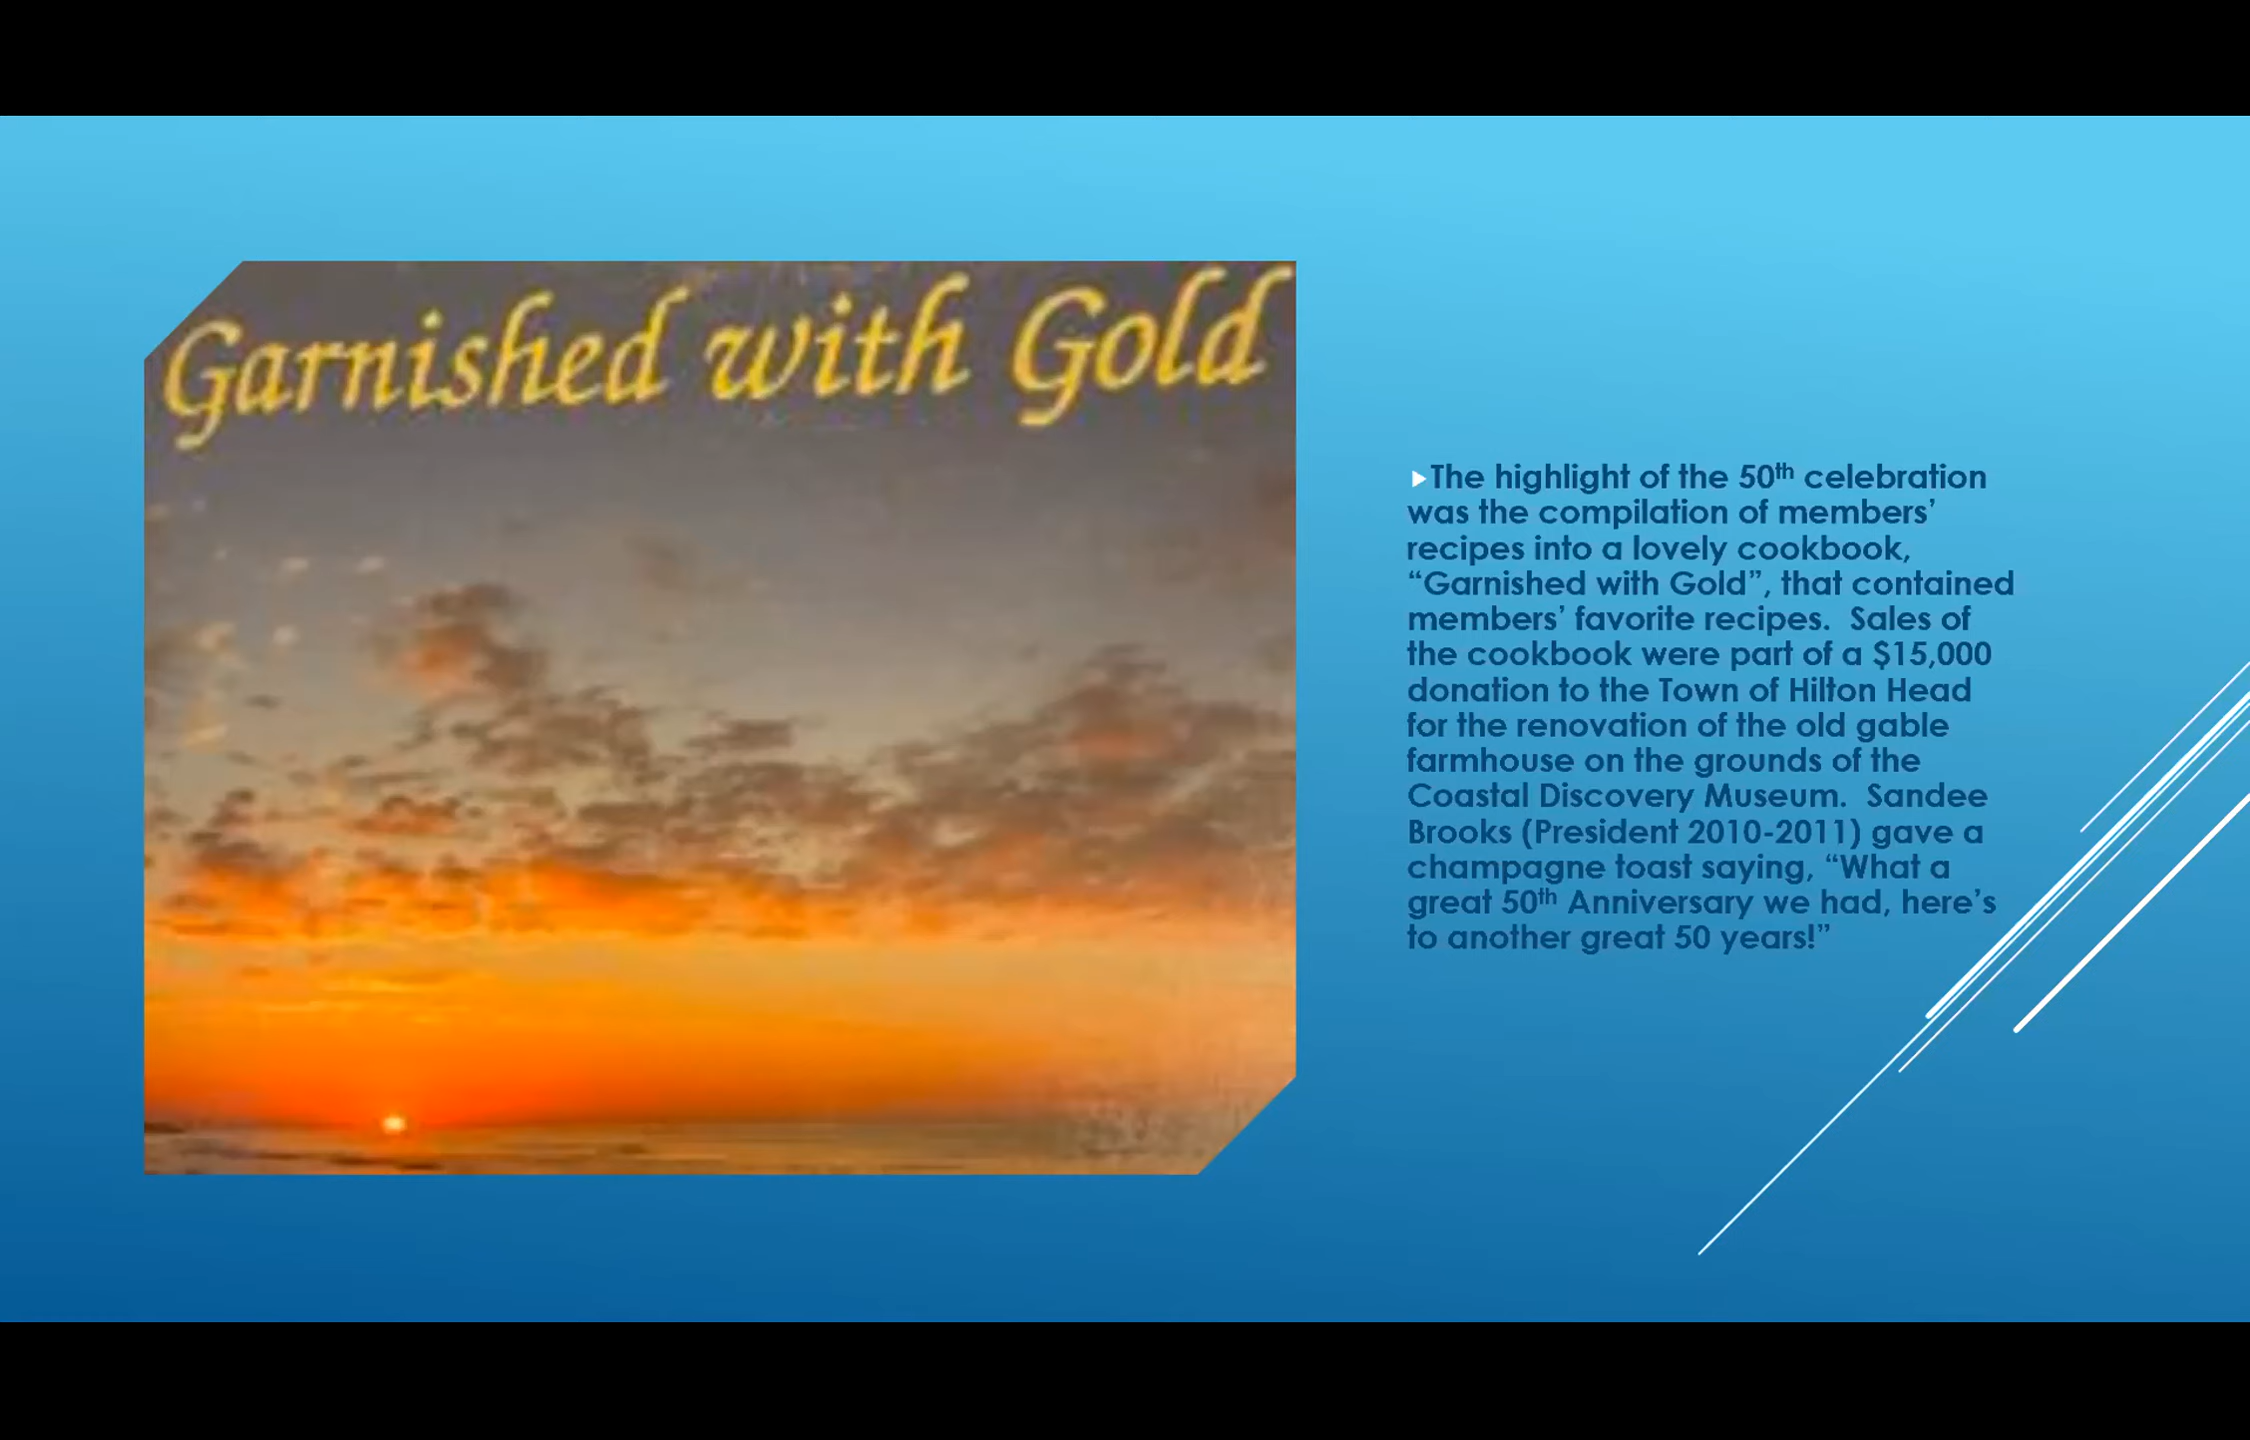 Garnished with Gold
The highlight of the 50th celebration
was the compilation of members’
recipes into a lovely cookbook,
“Garnished with Gold”, that contained
members’ favorite recipes.  Sales of
the cookbook were part of a $15,000
donation to the Town of Hilton Head
for the renovation of the old gable
farmhouse on the grounds of the
Coastal Discovery Museum.  Sandee
Brooks (President 2010-2011) gave a
champagne toast saying, “What a
great 50th Anniversary we had, here’s
to another great 50 years!”